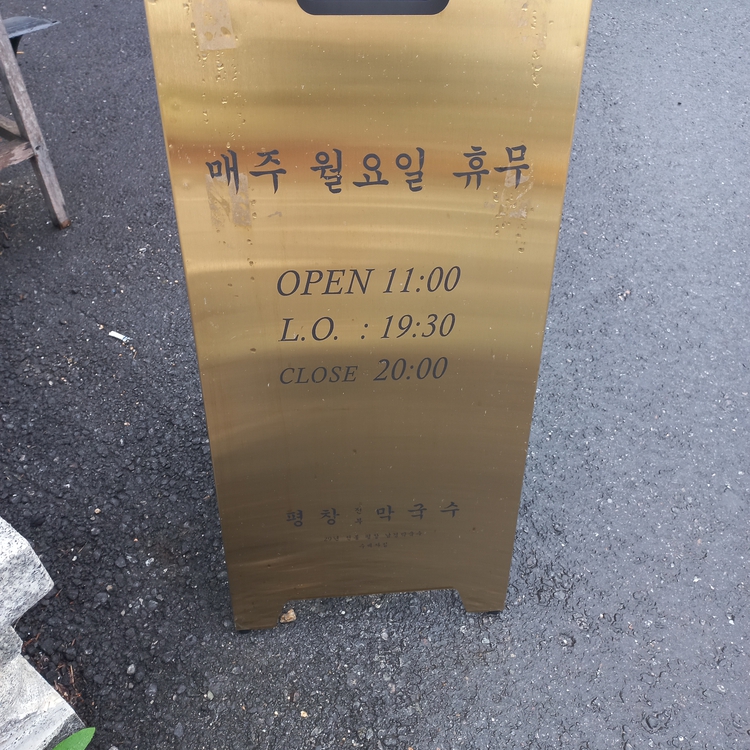 매주 월요일 휴무
OPEN 11:00
L.O. : 19:30
CLOSE 20:00
평창 막국수